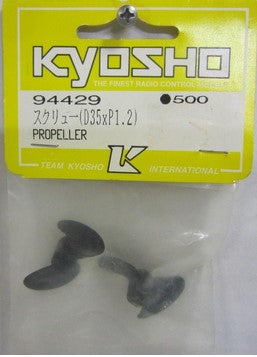 KYOSHO
THE FINEST RADIO CONTROL MODELS
94429 ●500
スクリュー(D35xP1.2)
PROPELLER
TEAM KYOSHO K INTERNATIONAL